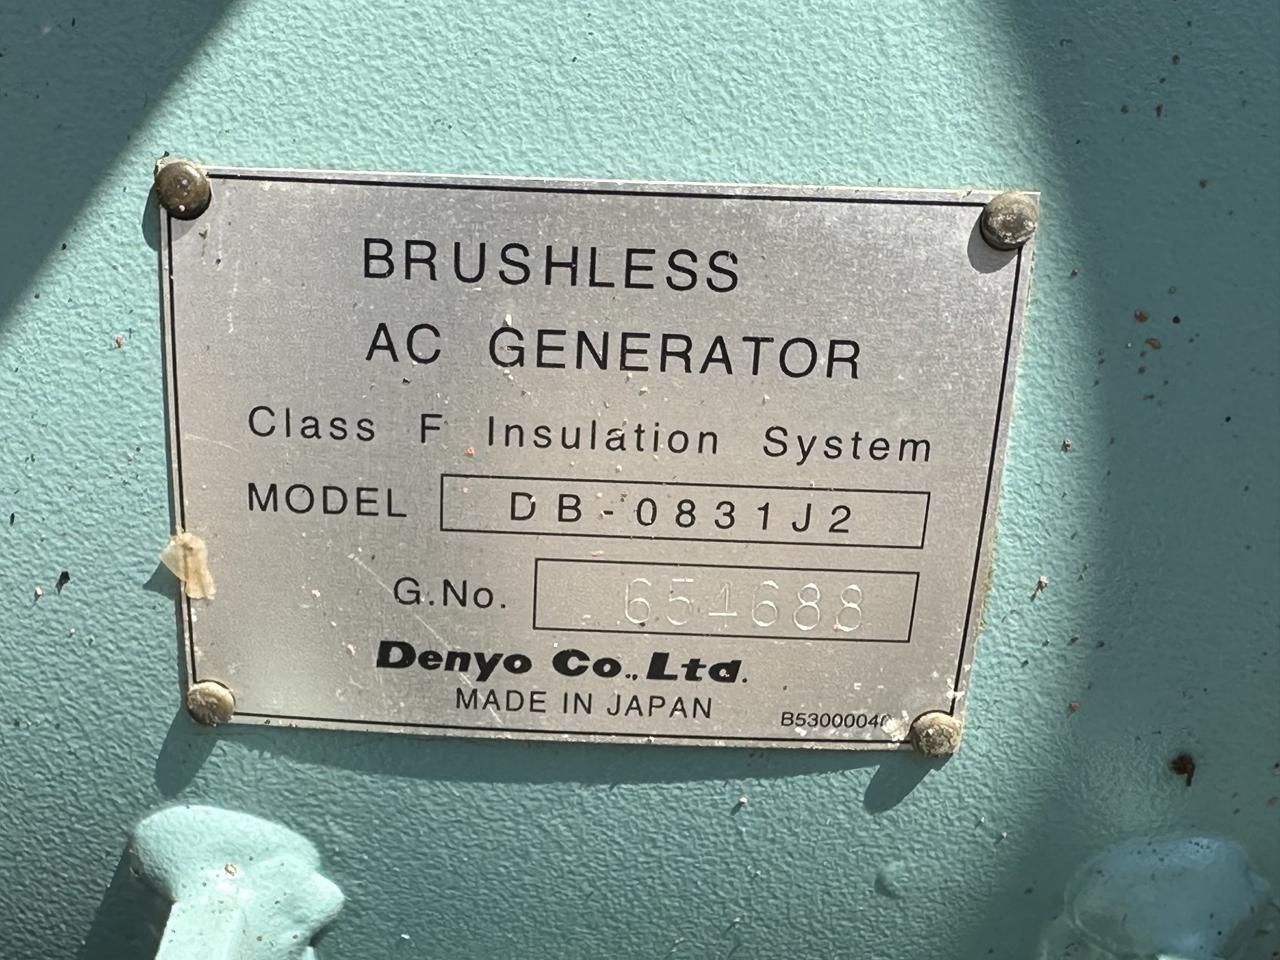 BRUSHLESS
AC GENERATOR
Class F Insulation System
MODEL DB-0831J2
G.No. 654688
Denyo Co.,Ltd.
MADE IN JAPAN